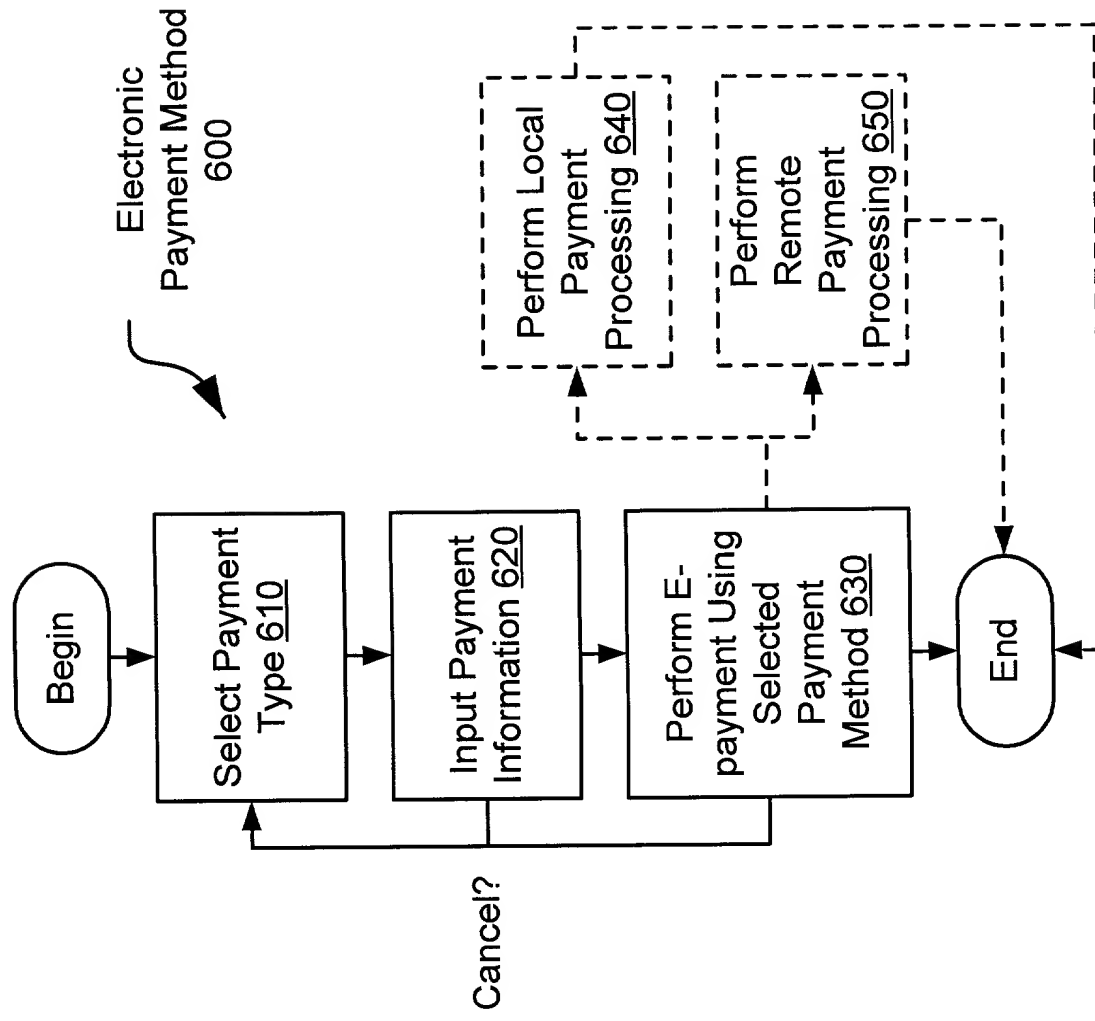 Electronic
Payment Method
600
Begin
Select Payment
Type 610
Input Payment
Information 620
Perform E-
payment Using
Selected
Payment
Method 630
End
Cancel?
Perform Local
Payment
Processing 640
Perform
Remote
Payment
Processing 650